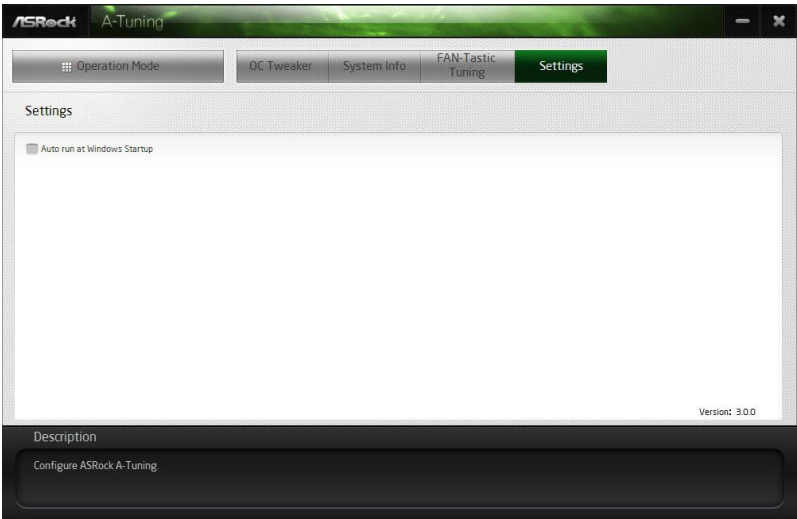 ASRock A-Tuning
Operation Mode
OC Tweaker
System Info
FAN-Tastic
Tuning
Settings
Settings
Auto run at Windows Startup
Version: 3.0.0
Description
Configure ASRock A-Tuning.